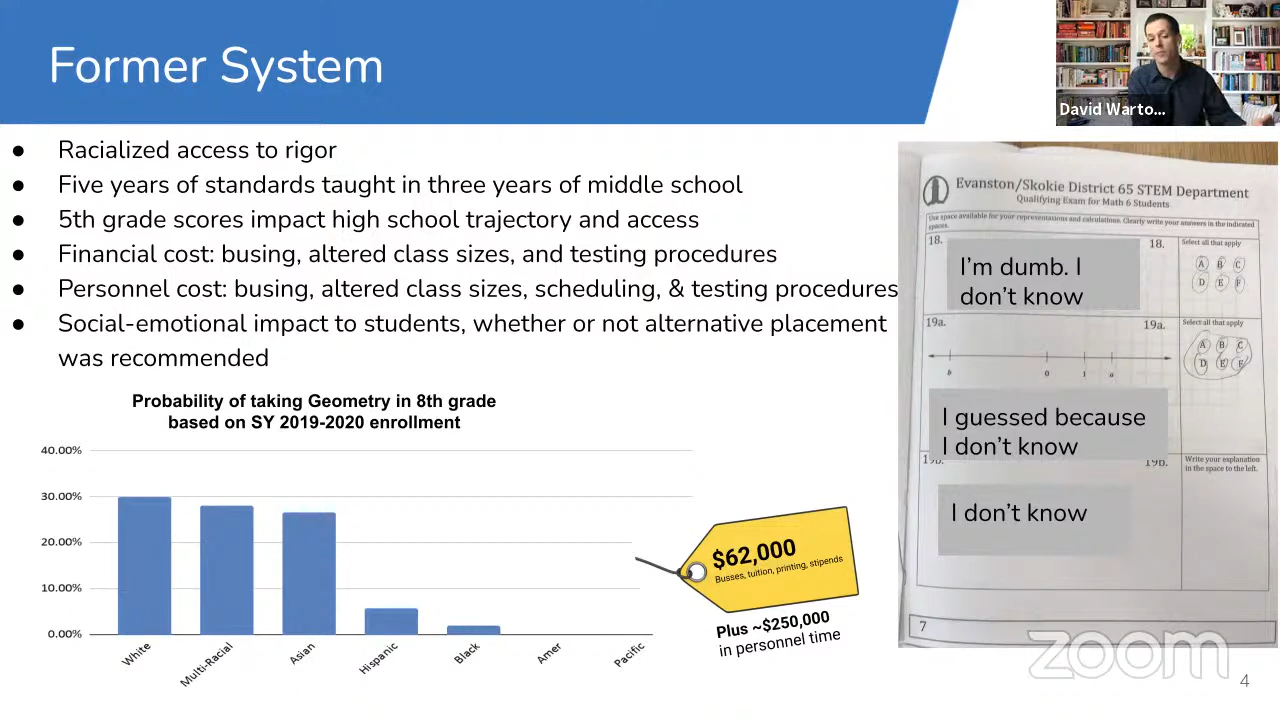 Former System
David Warto...
● Racialized access to rigor
● Five years of standards taught in three years of middle school
● 5th grade scores impact high school trajectory and access
● Financial cost: busing, altered class sizes, and testing procedures
● Personnel cost: busing, altered class sizes, scheduling, & testing procedures
● Social-emotional impact to students, whether or not alternative placement
was recommended
Probability of taking Geometry in 8th grade
based on SY 2019-2020 enrollment
40.00%
30.00%
20.00%
10.00%
0.00%
White
Multi-Racial
Asian
Hispanic
Black
Amer
Pacific
$62,000
Busses, tuition, printing, stipends
Plus ~$250,000
in personnel time
Evanston/Skokie District 65 STEM Department
Qualifying Exam for Math 6 Students
Use space available for your representations and calculations. Clearly write your answers in the indicated
spaces.
18.
18. Select all that apply
A B C
D E F
I'm dumb. I
don't know
19a.
19a. Select all that apply
A B C
D E F
b 0 1 a
I guessed because
I don't know
19b.
19b. Write your explanation
in the space to the left.
I don't know
7
zoom
4